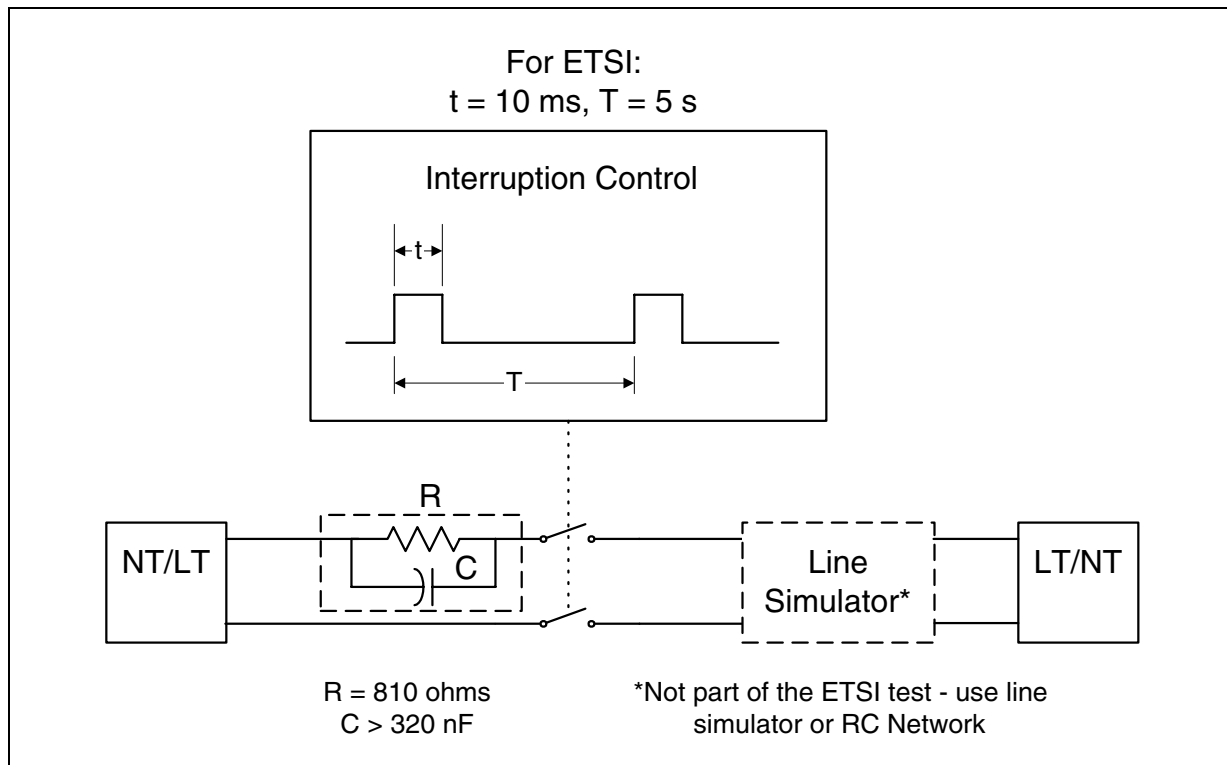 For ETSI:
t = 10 ms, T = 5 s
Interruption Control
t
T
R
C
NT/LT
Line
Simulator*
LT/NT
R = 810 ohms
C > 320 nF
*Not part of the ETSI test - use line
simulator or RC Network